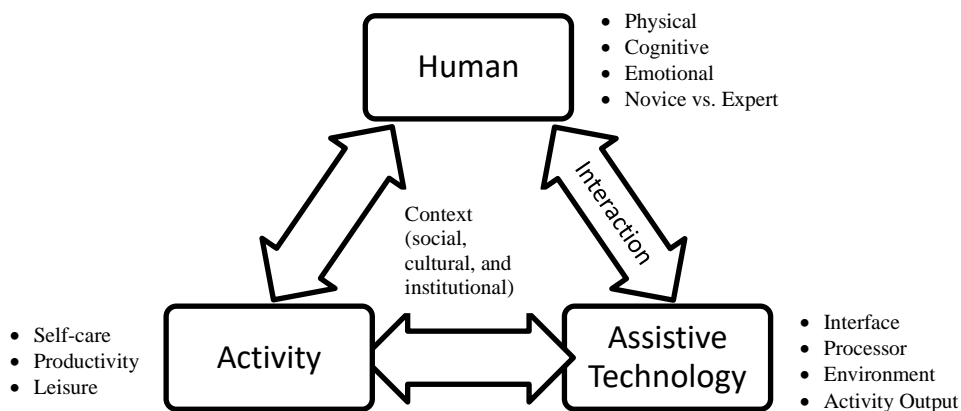 Human
• Physical
• Cognitive
• Emotional
• Novice vs. Expert
Interaction
Context
(social,
cultural, and
institutional)
• Self-care
• Productivity
• Leisure
Activity
Assistive
Technology
• Interface
• Processor
• Environment
• Activity Output